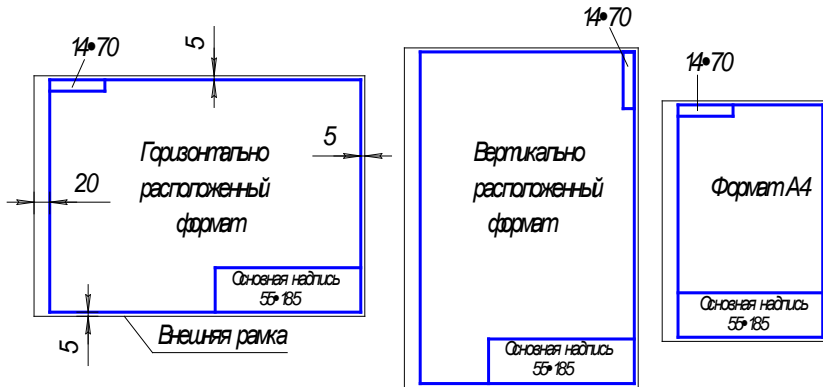 14•70
5
Горизонтально
расположенный
формат
5
20
Основная надпись
55•185
5
Внешняя рамка
14•70
Вертикально
расположенный
формат
Основная надпись
55•185
14•70
Формат А4
Основная надпись
55•185